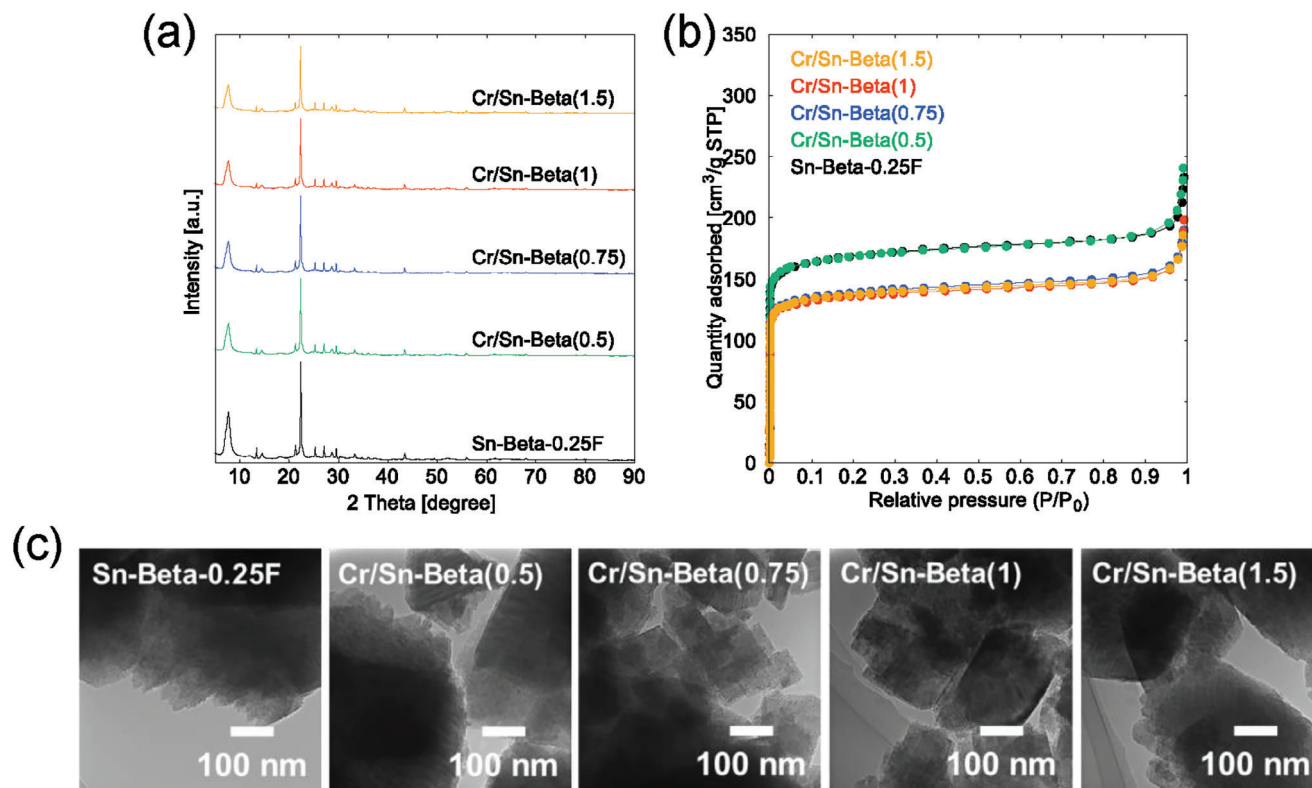 (a)
Cr/Sn-Beta(1.5)
Cr/Sn-Beta(1)
Cr/Sn-Beta(0.75)
Cr/Sn-Beta(0.5)
Sn-Beta-0.25F
Intensity [a.u.]
10 20 30 40 50 60 70 80 90
2 Theta [degree]
(b)
350
300
250
200
150
100
50
0
Cr/Sn-Beta(1.5)
Cr/Sn-Beta(1)
Cr/Sn-Beta(0.75)
Cr/Sn-Beta(0.5)
Sn-Beta-0.25F
Quantity adsorbed [cm³/g STP]
0 0.1 0.2 0.3 0.4 0.5 0.6 0.7 0.8 0.9 1
Relative pressure (P/P₀)
(c)
Sn-Beta-0.25F
100 nm
Cr/Sn-Beta(0.5)
100 nm
Cr/Sn-Beta(0.75)
100 nm
Cr/Sn-Beta(1)
100 nm
Cr/Sn-Beta(1.5)
100 nm